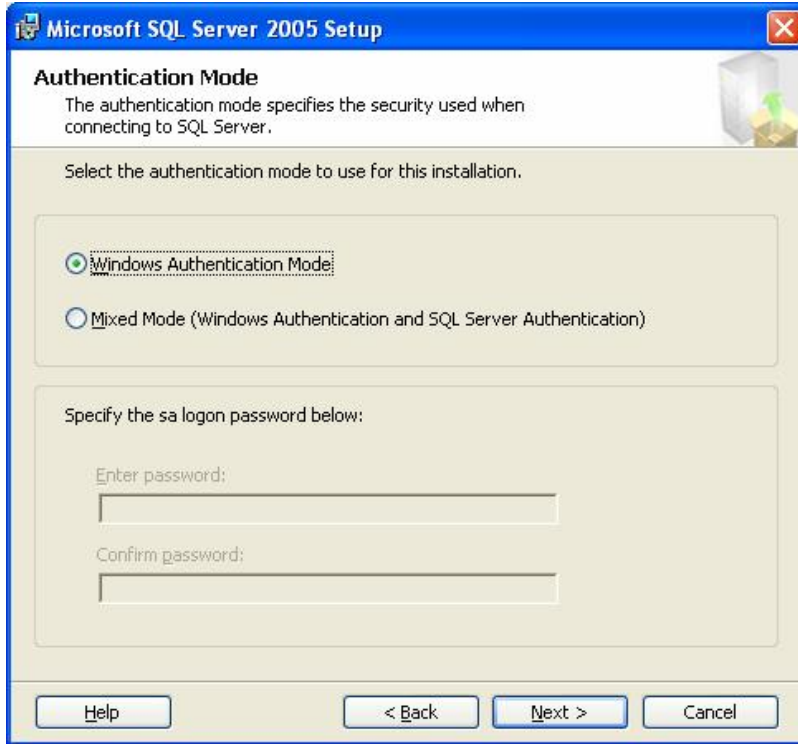 Microsoft SQL Server 2005 Setup
Authentication Mode
The authentication mode specifies the security used when
connecting to SQL Server.
Select the authentication mode to use for this installation.
Windows Authentication Mode
Mixed Mode (Windows Authentication and SQL Server Authentication)
Specify the sa logon password below:
Enter password:
Confirm password:
Help
< Back
Next >
Cancel